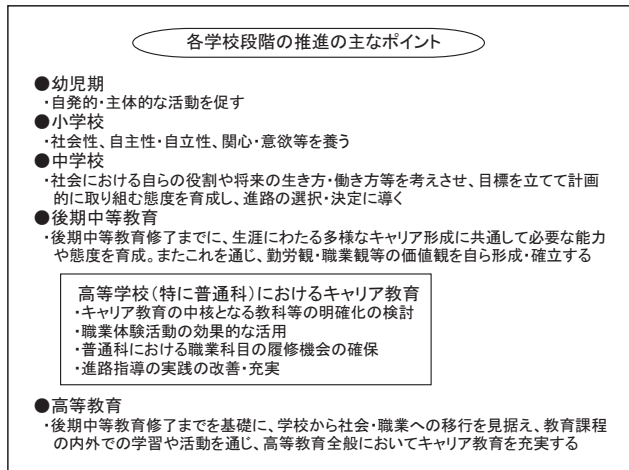 各学校段階の推進の主なポイント
●幼児期
・自発的・主体的な活動を促す
●小学校
・社会性、自主性・自立性、関心・意欲等を養う
●中学校
・社会における自らの役割や将来の生き方・働き方等を考えさせ、目標を立てて計画
的に取り組む態度を育成し、進路の選択・決定に導く
●後期中等教育
・後期中等教育修了までに、生涯にわたる多様なキャリア形成に共通して必要な能力
や態度を育成。またこれを通じ、勤労観・職業観等の価値観を自ら形成・確立する
高等学校（特に普通科）におけるキャリア教育
・キャリア教育の中核となる教科等の明確化の検討
・職業体験活動の効果的な活用
・普通科における職業科目の履修機会の確保
・進路指導の実践の改善・充実
●高等教育
・後期中等教育修了までを基礎に、学校から社会・職業への移行を見据え、教育課程
の内外での学習や活動を通じ、高等教育全般においてキャリア教育を充実する